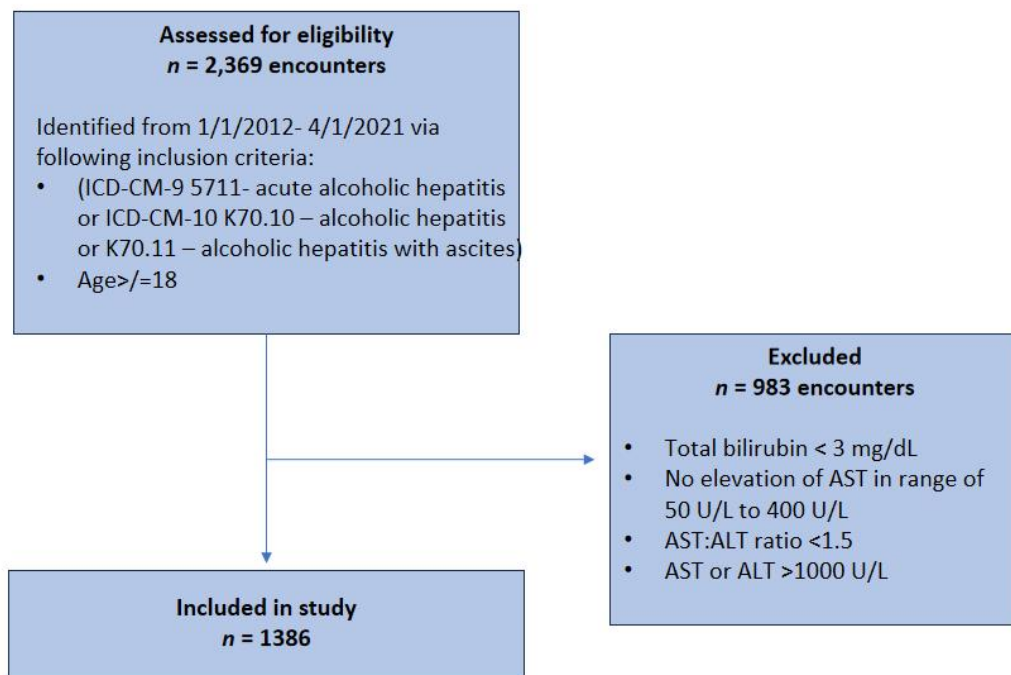 Assessed for eligibility
n = 2,369 encounters
Identified from 1/1/2012- 4/1/2021 via
following inclusion criteria:
• (ICD-CM-9 5711- acute alcoholic hepatitis
or ICD-CM-10 K70.10 – alcoholic hepatitis
or K70.11 – alcoholic hepatitis with ascites)
• Age>/=18
Excluded
n = 983 encounters
• Total bilirubin < 3 mg/dL
• No elevation of AST in range of
50 U/L to 400 U/L
• AST:ALT ratio <1.5
• AST or ALT >1000 U/L
Included in study
n = 1386